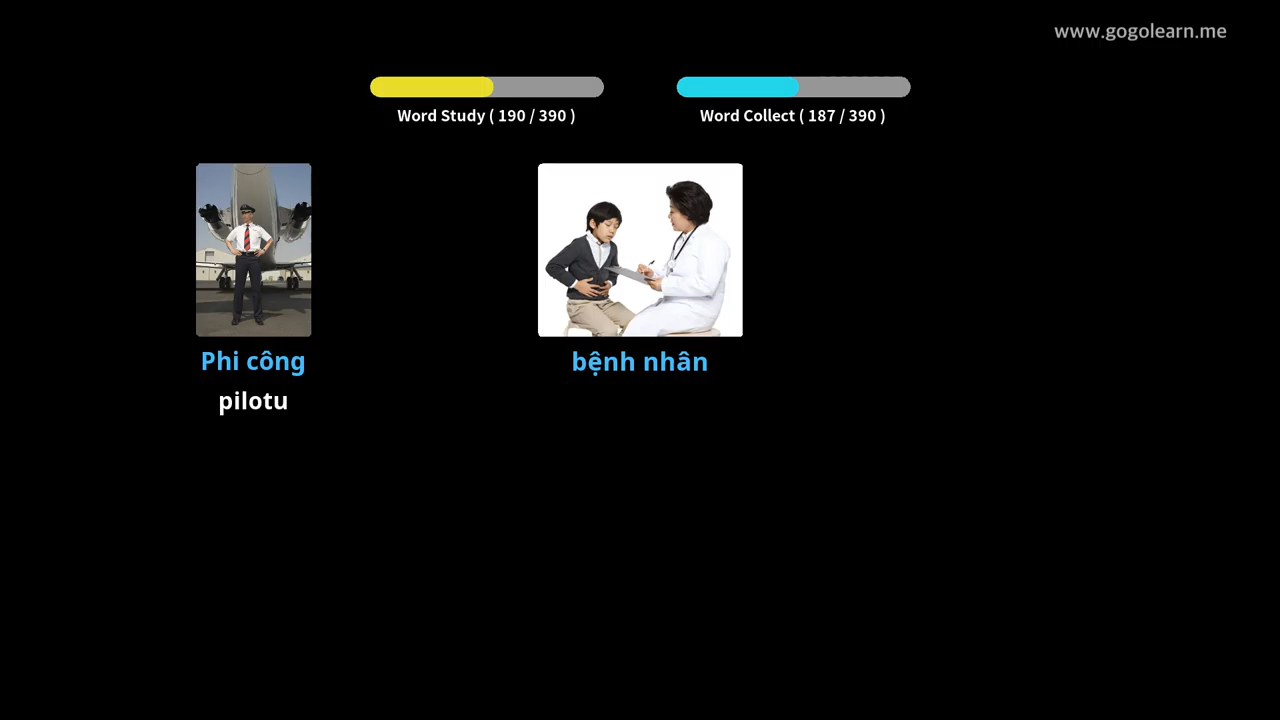 www.gogolearn.me
Word Study ( 190 / 390 )
Word Collect ( 187 / 390 )
Phi công
pilotu
bệnh nhân